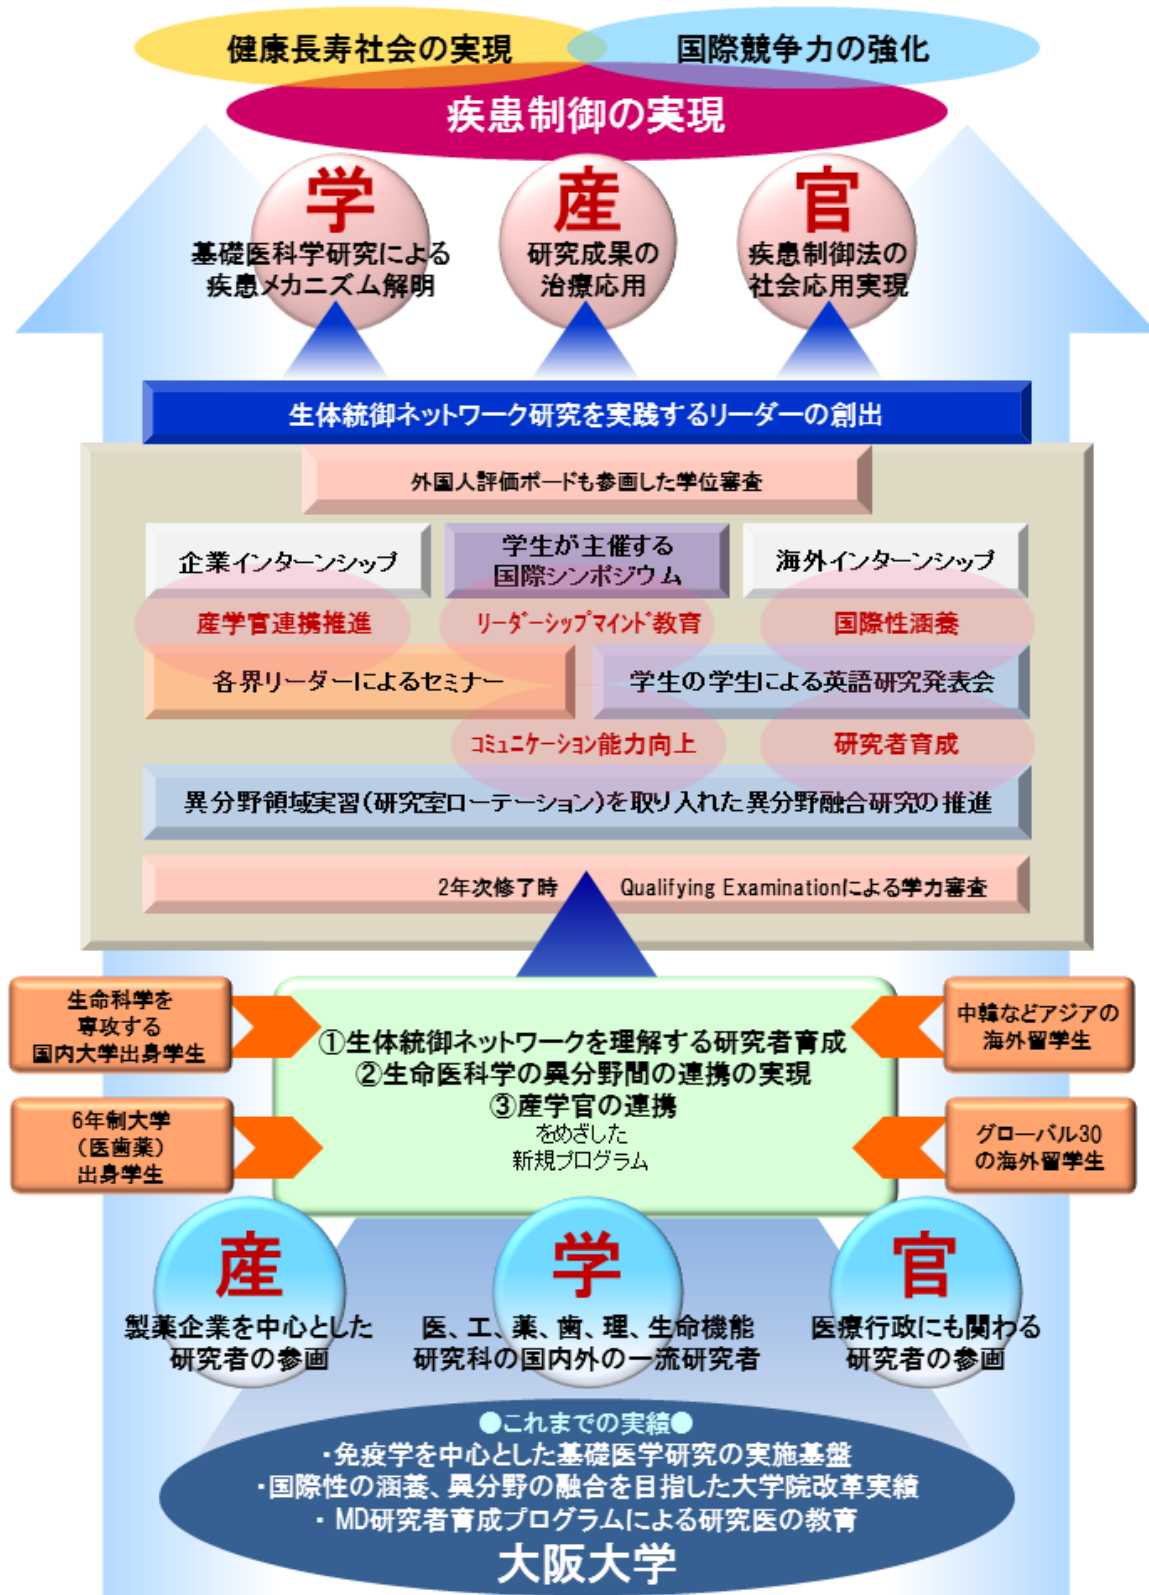 健康長寿社会の実現
国際競争力の強化
疾患制御の実現
学
基礎医科学研究による
疾患メカニズム解明
産
研究成果の
治療応用
官
疾患制御法の
社会応用実現
生体統御ネットワーク研究を実践するリーダーの創出
外国人評価ボードも参画した学位審査
企業インターンシップ
学生が主催する
国際シンポジウム
海外インターンシップ
産学官連携推進
リーダーシップマインド教育
国際性涵養
各界リーダーによるセミナー
学生の学生による英語研究発表会
コミュニケーション能力向上
研究者育成
異分野領域実習(研究室ローテーション)を取り入れた異分野融合研究の推進
2年次修了時 Qualifying Examinationによる学力審査
生命科学を
専攻する
国内大学出身学生
6年制大学
(医歯薬)
出身学生
①生体統御ネットワークを理解する研究者育成
②生命医科学の異分野間の連携の実現
③産学官の連携
をめざした
新規プログラム
中韓などアジアの
海外留学生
グローバル30
の海外留学生
産
製薬企業を中心とした
研究者の参画
学
医、工、薬、歯、理、生命機能
研究科の国内外の一流研究者
官
医療行政にも関わる
研究者の参画
●これまでの実績●
・免疫学を中心とした基礎医学研究の実施基盤
・国際性の涵養、異分野の融合を目指した大学院改革実績
・MD研究者育成プログラムによる研究医の教育
大阪大学